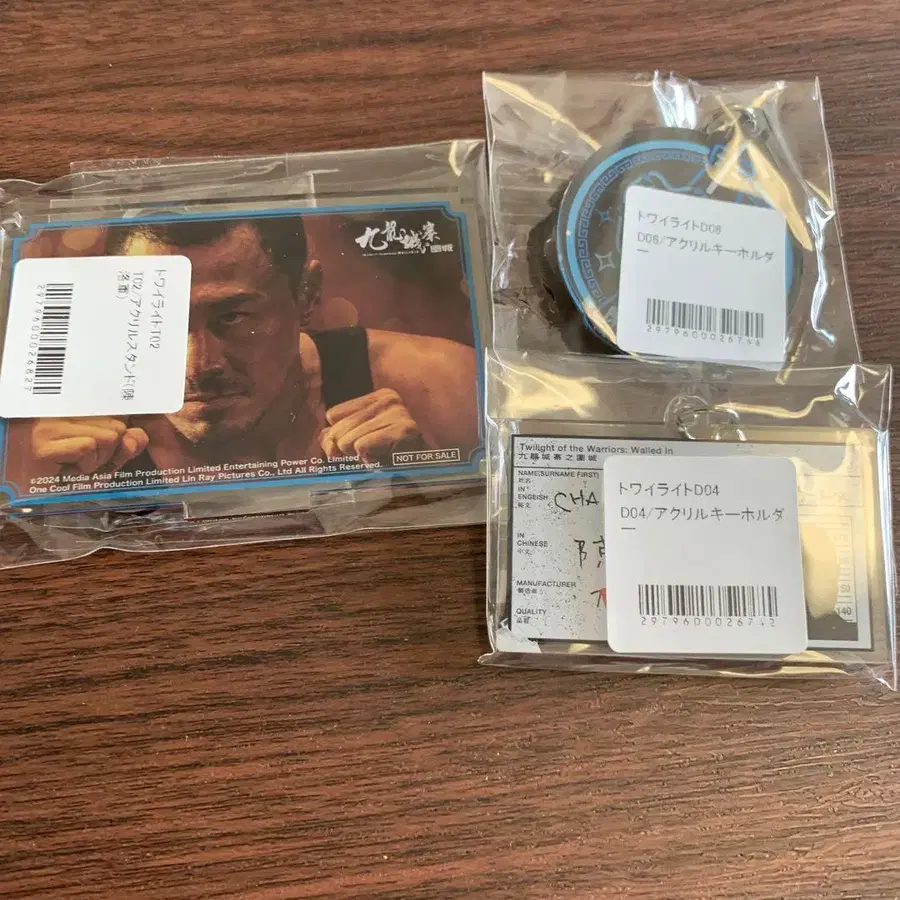 九龍城寨
圍城
トワイライトT02
T02/アクリルスタンド(陳
洛軍)
2979600026827
©2024 Media Asia Film Production Limited Entertaining Power Co. Limited
One Cool Film Production Limited Lin Ray Pictures Co., Ltd All Rights Reserved.
NOT FOR SALE
トワイライトD06
D06/アクリルキーホルダ
ー
2979600026766
Twilight of the Warriors: Walled In
九龍城寨之圍城
NAME(SURNAME FIRST)
姓名
IN
ENGLISH
英文
CHA
IN
CHINESE
中文
陳
MANUFACTURER
製造商
QUALITY
品質
トワイライトD04
D04/アクリルキーホルダ
ー
2979600026742
140